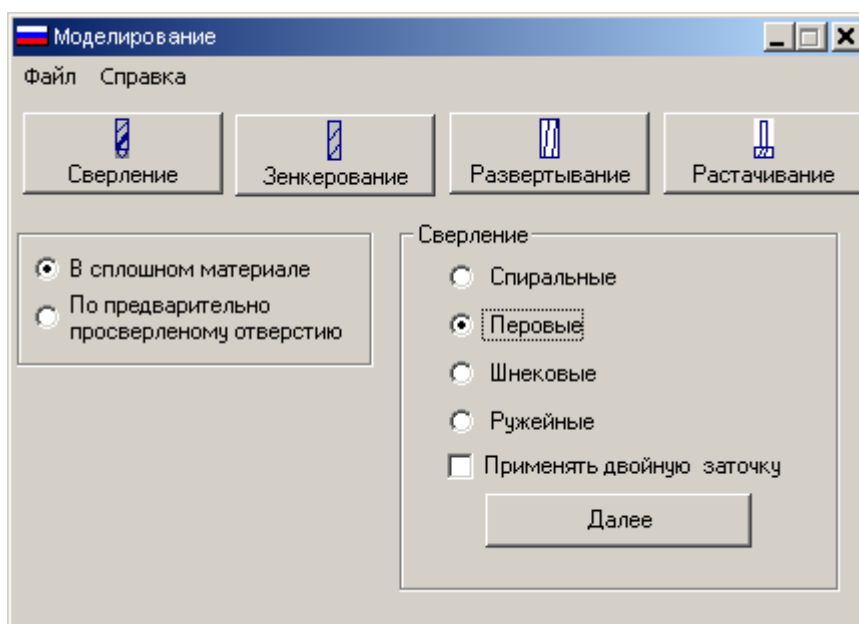 Моделирование
Файл Справка
Сверление
Зенкерование
Развертывание
Растачивание
В сплошном материале
По предварительно
просверленому отверстию
Сверление
Спиральные
Перовые
Шнековые
Ружейные
Применять двойную заточку
Далее